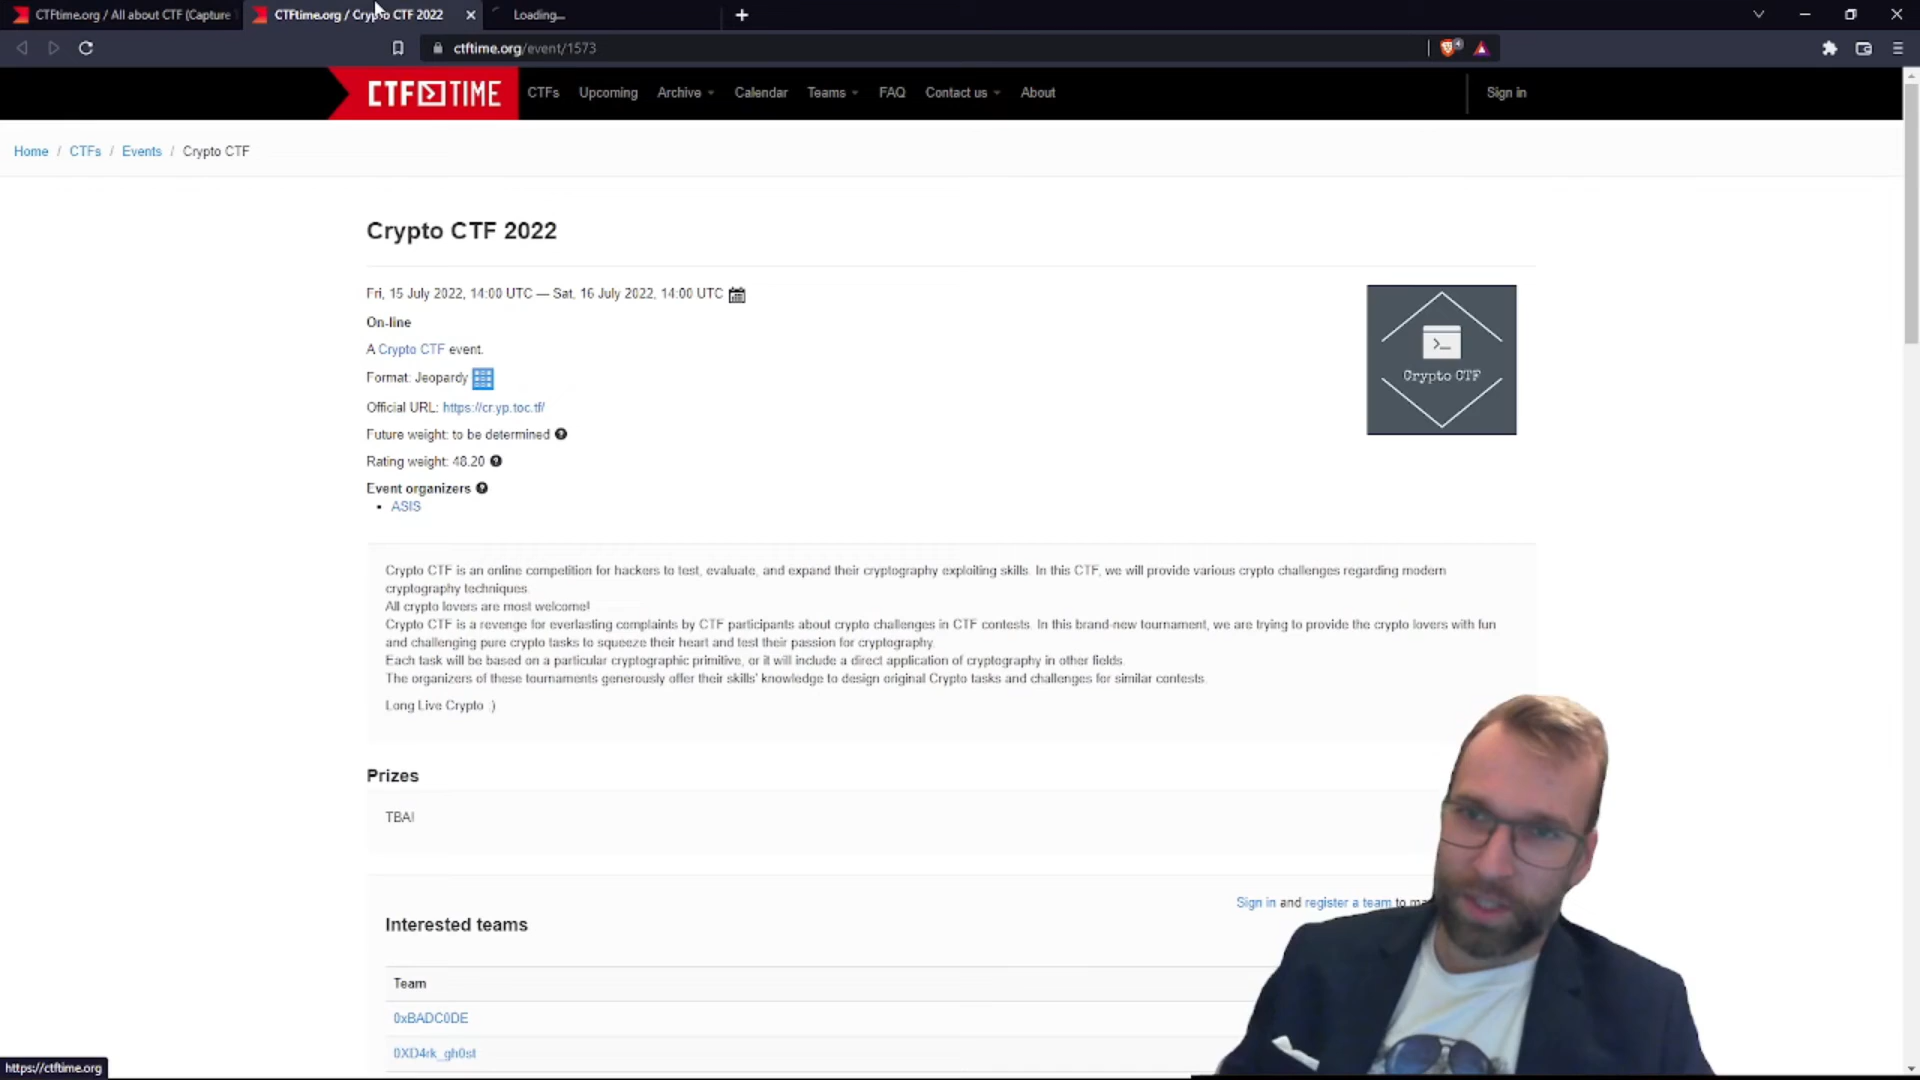 CTFtime.org / All about CTF (Capture
CTFtime.org / Crypto CTF 2022
Loading...
ctftime.org/event/1573
CTF TIME
CTFs
Upcoming
Archive
Calendar
Teams
FAQ
Contact us
About
Sign in
Home / CTFs / Events / Crypto CTF
Crypto CTF 2022
Fri, 15 July 2022, 14:00 UTC — Sat, 16 July 2022, 14:00 UTC
On-line
A Crypto CTF event.
Format: Jeopardy
Official URL: https://cr.yp.toc.tf/
Future weight: to be determined
Rating weight: 48.20
Event organizers
• ASIS
>_
Crypto CTF
Crypto CTF is an online competition for hackers to test, evaluate, and expand their cryptography exploiting skills. In this CTF, we will provide various crypto challenges regarding modern
cryptography techniques.
All crypto lovers are most welcome!
Crypto CTF is a revenge for everlasting complaints by CTF participants about crypto challenges in CTF contests. In this brand-new tournament, we are trying to provide the crypto lovers with fun
and challenging pure crypto tasks to squeeze their heart and test their passion for cryptography.
Each task will be based on a particular cryptographic primitive, or it will include a direct application of cryptography in other fields.
The organizers of these tournaments generously offer their skills' knowledge to design original Crypto tasks and challenges for similar contests.
Long Live Crypto :)
Prizes
TBA!
Sign in and register a team to ma
Interested teams
Team
0xBADC0DE
0XD4rk_gh0st
https://ctftime.org